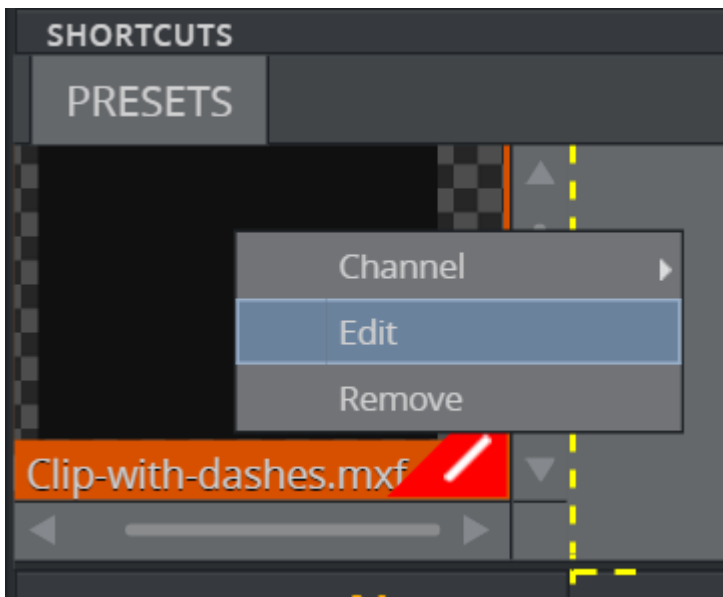 SHORTCUTS
PRESETS
Channel
Edit
Remove
Clip-with-dashes.mxf